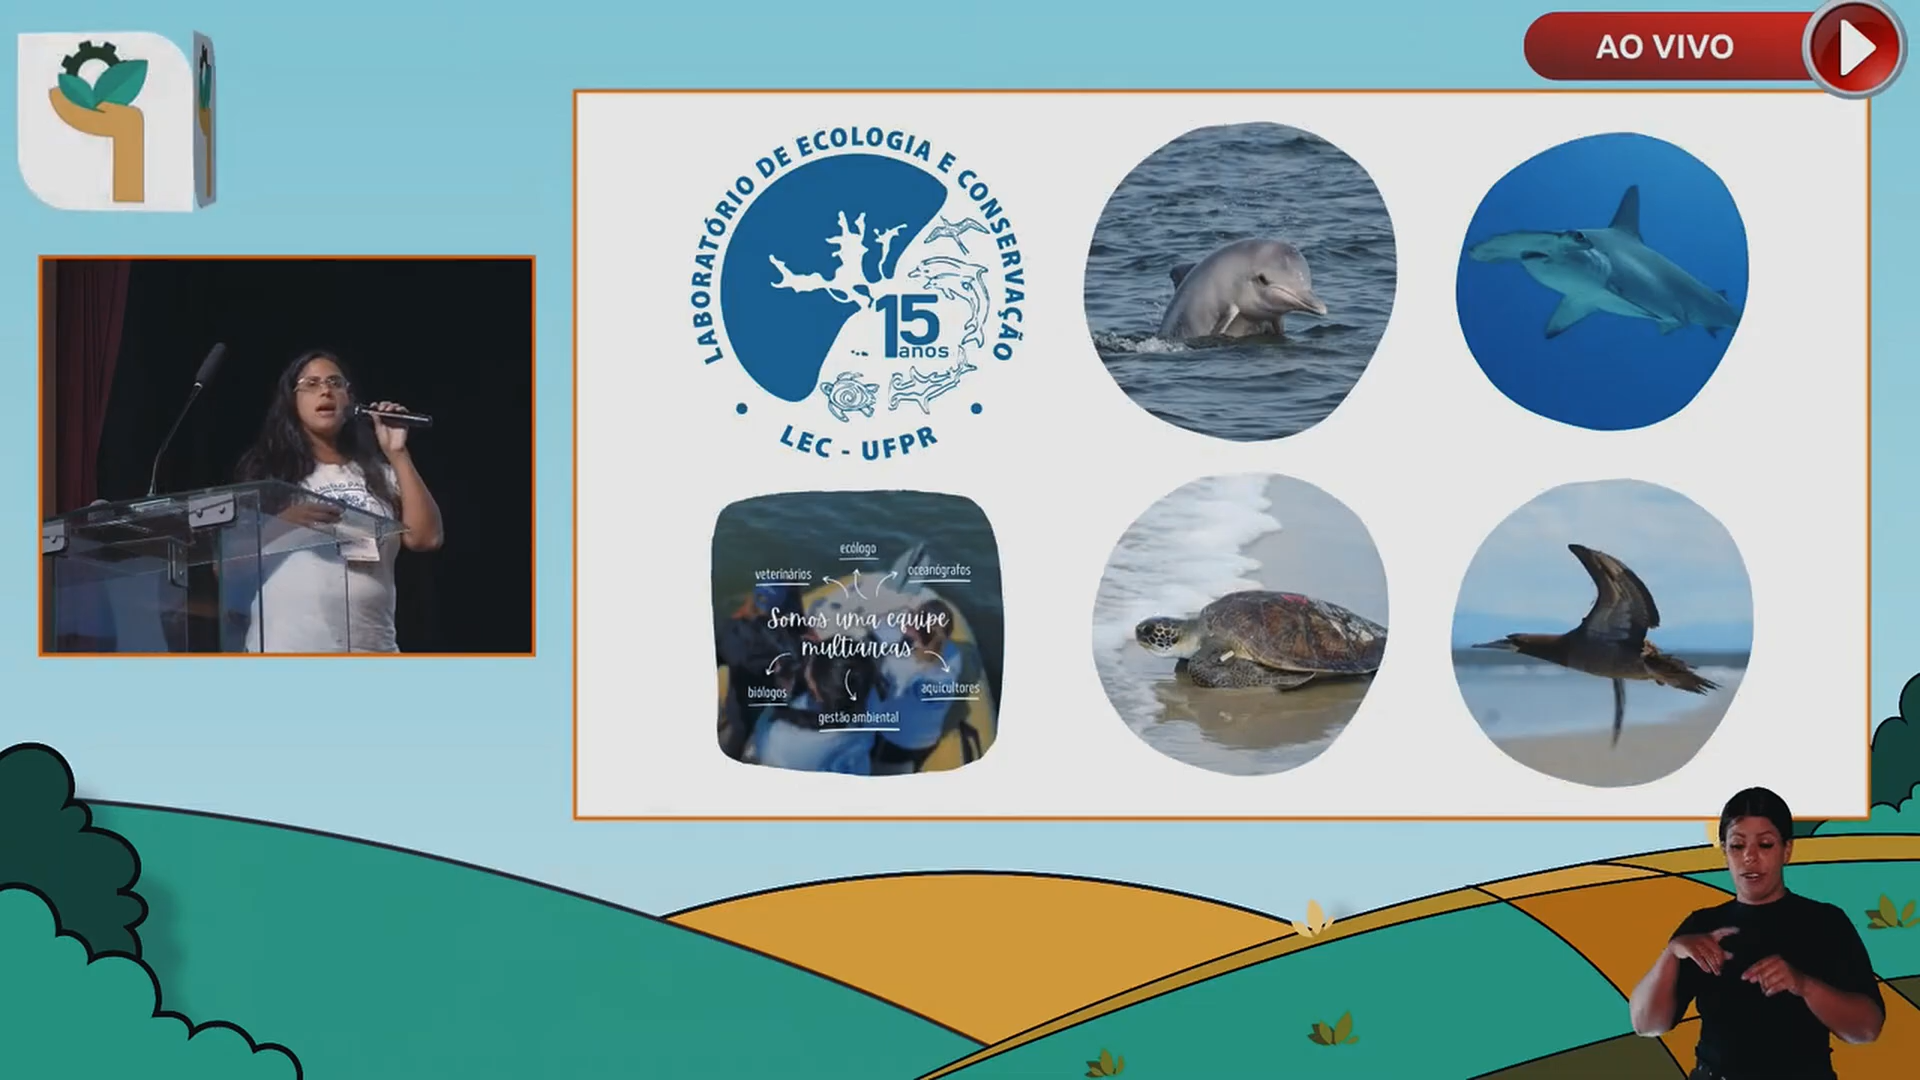 AO VIVO
LABORATÓRIO DE ECOLOGIA E CONSERVAÇÃO
15
anos
LEC - UFPR
ecólogo
veterinários
oceanógrafos
Somos uma equipe
multiáreas
biólogos
aquicultores
gestão ambiental